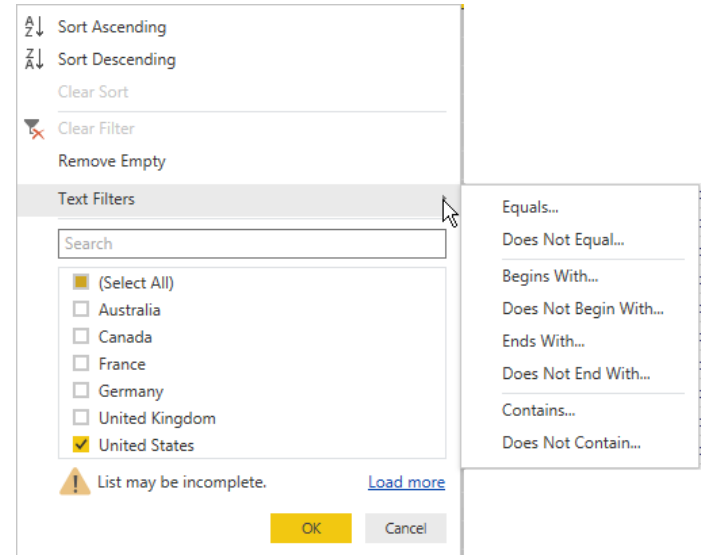 Sort Ascending
Sort Descending
Clear Sort
Clear Filter
Remove Empty
Text Filters
Search
(Select All)
Australia
Canada
France
Germany
United Kingdom
United States
List may be incomplete. Load more
OK Cancel
Equals...
Does Not Equal...
Begins With...
Does Not Begin With...
Ends With...
Does Not End With...
Contains...
Does Not Contain...